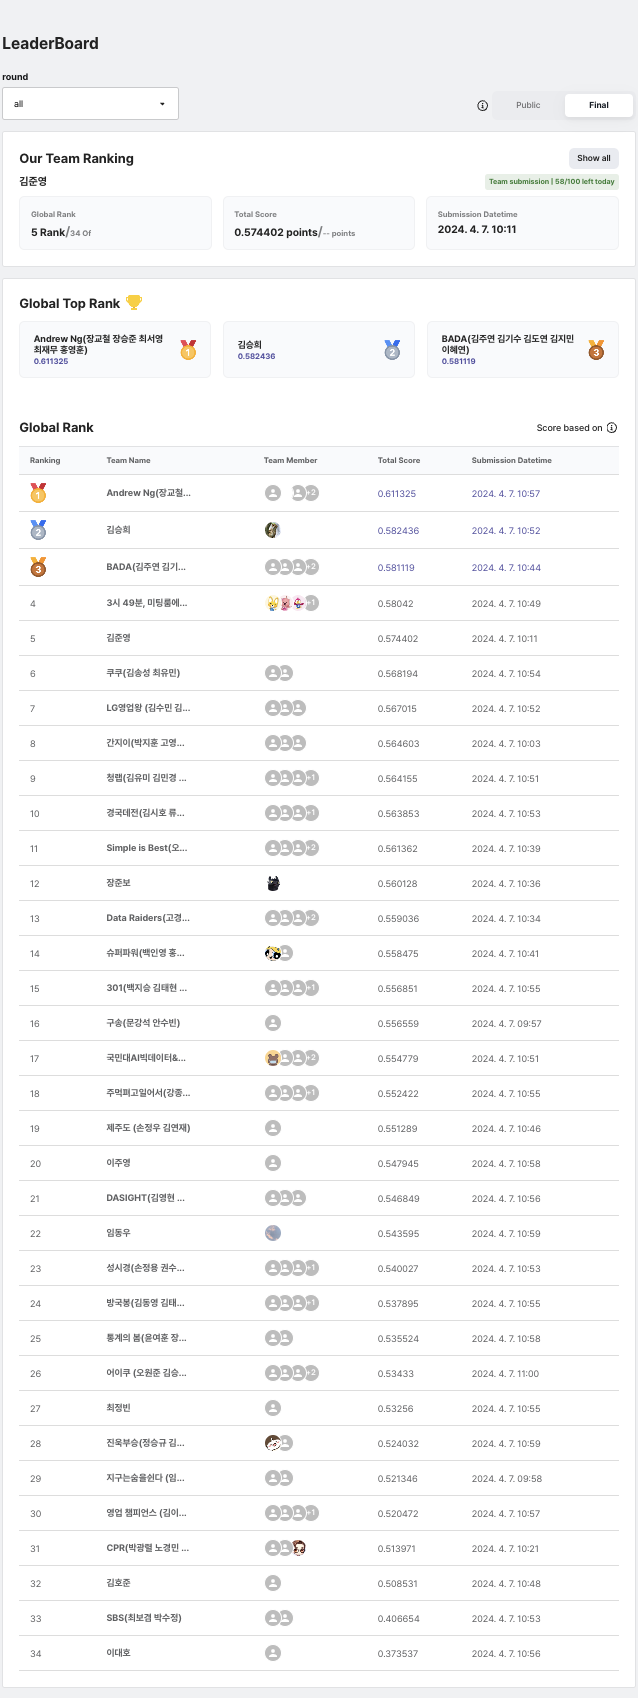 LeaderBoard
round
all
Public
Final
Our Team Ranking
Show all
김준영
Team submission | 58/100 left today
Global Rank
5 Rank/34 Of
Total Score
0.574402 points/-- points
Submission Datetime
2024. 4. 7. 10:11
Global Top Rank
Andrew Ng(장교철 장승준 최서영
최재무 홍영훈)
0.611325
1
김승희
0.582436
2
BADA(김주연 김기수 김도연 김지민
이혜연)
0.581119
3
Global Rank
Score based on
Ranking Team Name Team Member Total Score Submission Datetime
1 Andrew Ng(장교철... +2 0.611325 2024. 4. 7. 10:57
2 김승희 0.582436 2024. 4. 7. 10:52
3 BADA(김주연 김기... +2 0.581119 2024. 4. 7. 10:44
4 3시 49분, 미팅룸에... +1 0.58042 2024. 4. 7. 10:49
5 김준영 0.574402 2024. 4. 7. 10:11
6 쿠쿠(김송성 최유민) 0.568194 2024. 4. 7. 10:54
7 LG영업왕 (김수민 김... 0.567015 2024. 4. 7. 10:52
8 간지이(박지훈 고영... 0.564603 2024. 4. 7. 10:03
9 청랩(김유미 김민경 ... +1 0.564155 2024. 4. 7. 10:51
10 경국데전(김시호 류... +1 0.563853 2024. 4. 7. 10:53
11 Simple is Best(오... +2 0.561362 2024. 4. 7. 10:39
12 장준보 0.560128 2024. 4. 7. 10:36
13 Data Raiders(고경... +2 0.559036 2024. 4. 7. 10:34
14 슈퍼파워(백인영 홍... 0.558475 2024. 4. 7. 10:41
15 301(백지승 김태현 ... +1 0.556851 2024. 4. 7. 10:55
16 구송(문강석 안수빈) 0.556559 2024. 4. 7. 09:57
17 국민대AI빅데이터&... +2 0.554779 2024. 4. 7. 10:51
18 주먹펴고일어서(강종... +1 0.552422 2024. 4. 7. 10:55
19 제주도 (손정우 김연재) 0.551289 2024. 4. 7. 10:46
20 이주영 0.547945 2024. 4. 7. 10:58
21 DASIGHT(김영현 ... 0.546849 2024. 4. 7. 10:56
22 임동우 0.543595 2024. 4. 7. 10:59
23 성시경(손정용 권수... +1 0.540027 2024. 4. 7. 10:53
24 방국봉(김동영 김태... +1 0.537895 2024. 4. 7. 10:55
25 통계의 봄(윤여훈 장... 0.535524 2024. 4. 7. 10:58
26 어이쿠 (오원준 김승... +2 0.53433 2024. 4. 7. 11:00
27 최정빈 0.53256 2024. 4. 7. 10:55
28 진욱부승(정승규 김... 0.524032 2024. 4. 7. 10:59
29 지구는숨을쉰다 (임... 0.521346 2024. 4. 7. 09:58
30 영업 챔피언스 (김이... +1 0.520472 2024. 4. 7. 10:57
31 CPR(박광렬 노경민 ... 0.513971 2024. 4. 7. 10:21
32 김호준 0.508531 2024. 4. 7. 10:48
33 SBS(최보겸 박수정) 0.406654 2024. 4. 7. 10:53
34 이대호 0.373537 2024. 4. 7. 10:56